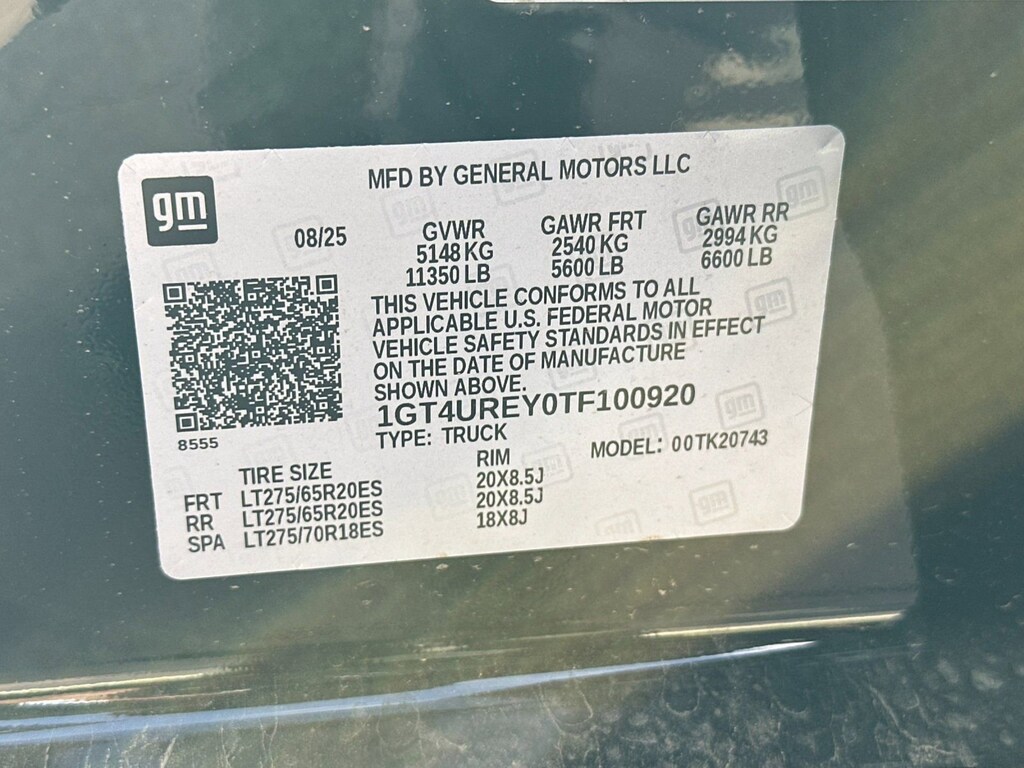 MFD BY GENERAL MOTORS LLC
gm
08/25
GVWR
5148 KG
11350 LB
GAWR FRT
2540 KG
5600 LB
GAWR RR
2994 KG
6600 LB
THIS VEHICLE CONFORMS TO ALL
APPLICABLE U.S. FEDERAL MOTOR
VEHICLE SAFETY STANDARDS IN EFFECT
ON THE DATE OF MANUFACTURE
SHOWN ABOVE.
1GT4UREY0TF100920
8555
TYPE: TRUCK
MODEL: 00TK20743
TIRE SIZE RIM
FRT LT275/65R20ES 20X8.5J
RR LT275/65R20ES 20X8.5J
SPA LT275/70R18ES 18X8J